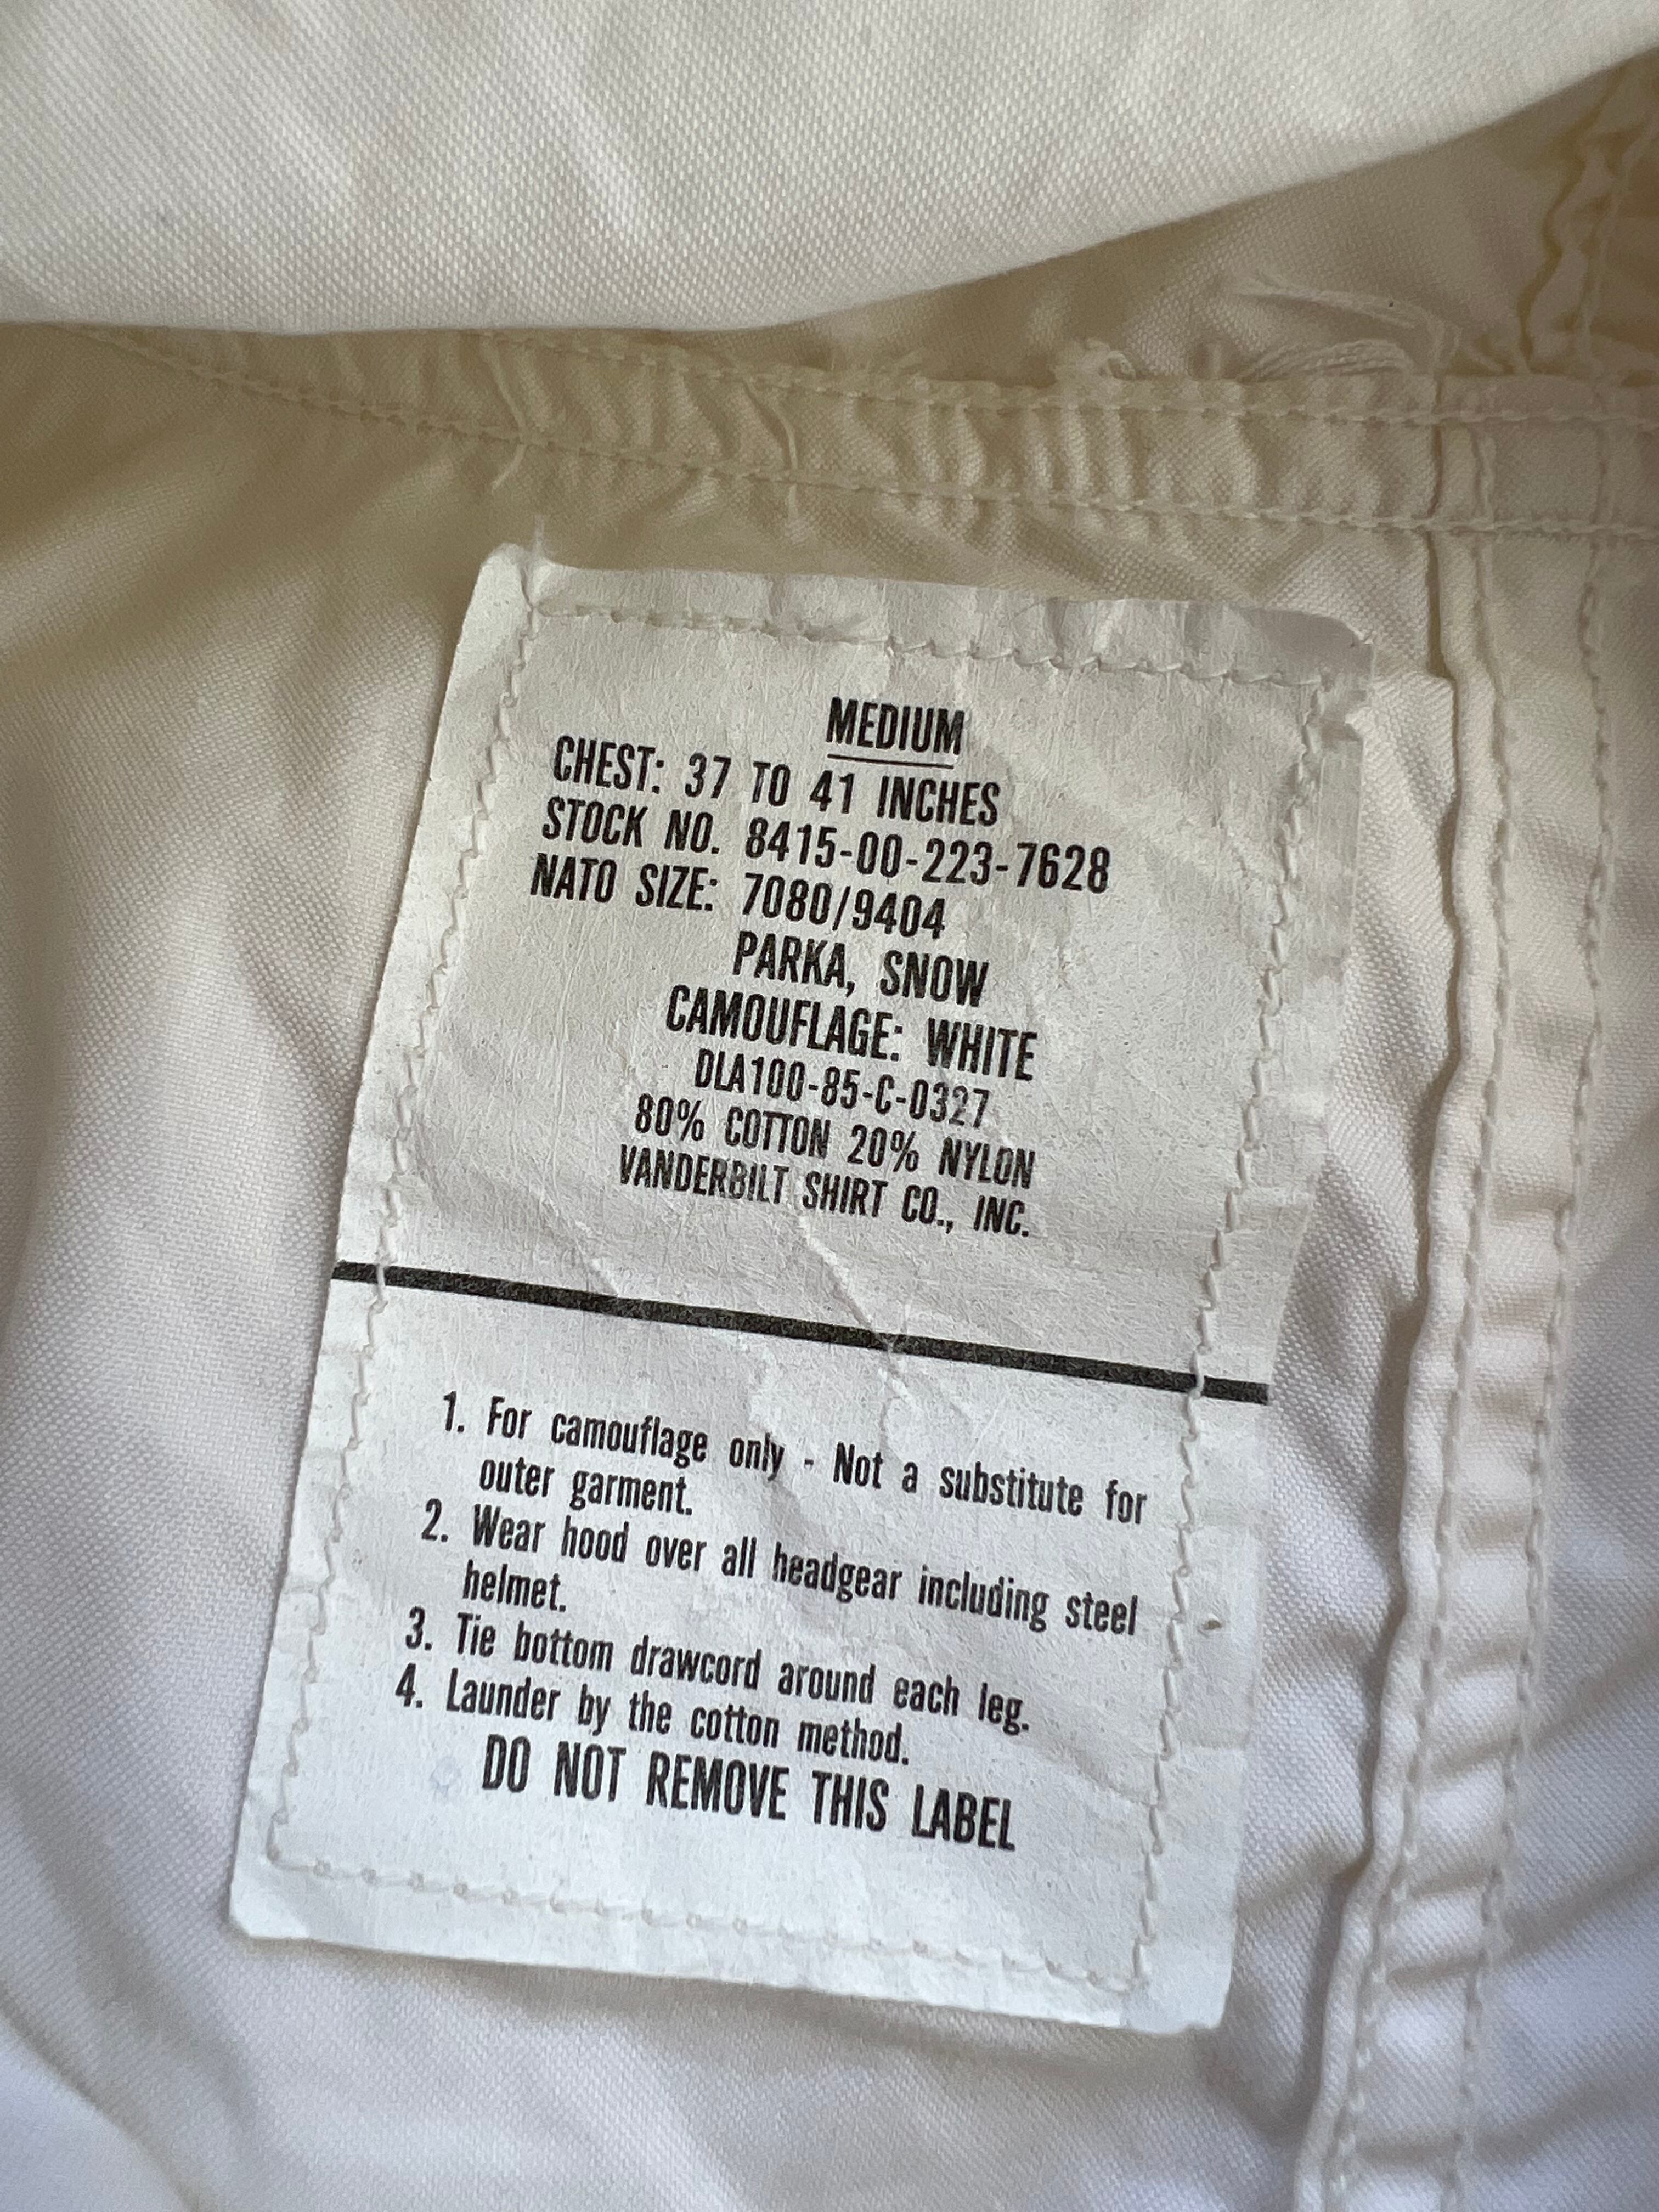 MEDIUM
CHEST: 37 TO 41 INCHES
STOCK NO. 8415-00-223-7628
NATO SIZE: 7080/9404
PARKA, SNOW
CAMOUFLAGE: WHITE
DLA100-85-C-0327
80% COTTON 20% NYLON
VANDERBILT SHIRT CO., INC.
1. For camouflage only - Not a substitute for
outer garment.
2. Wear hood over all headgear including steel
helmet.
3. Tie bottom drawcord around each leg.
4. Launder by the cotton method.
DO NOT REMOVE THIS LABEL